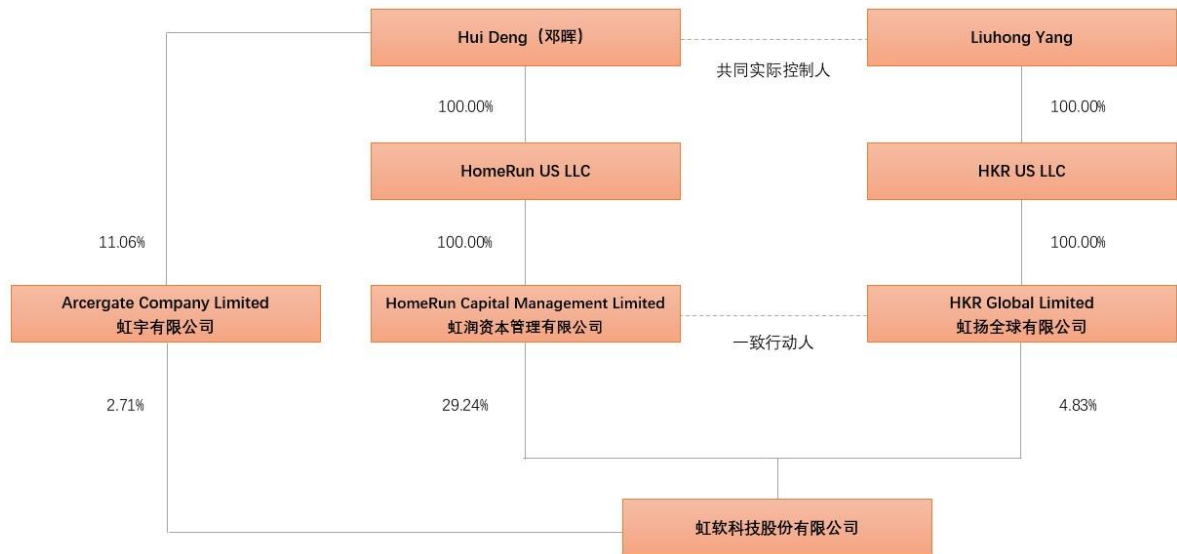 Hui Deng（邓晖）
Liuhong Yang
共同实际控制人
100.00%
100.00%
HomeRun US LLC
HKR US LLC
11.06%
100.00%
100.00%
Arcergate Company Limited
虹宇有限公司
HomeRun Capital Management Limited
虹润资本管理有限公司
HKR Global Limited
虹扬全球有限公司
一致行动人
2.71%
29.24%
4.83%
虹软科技股份有限公司